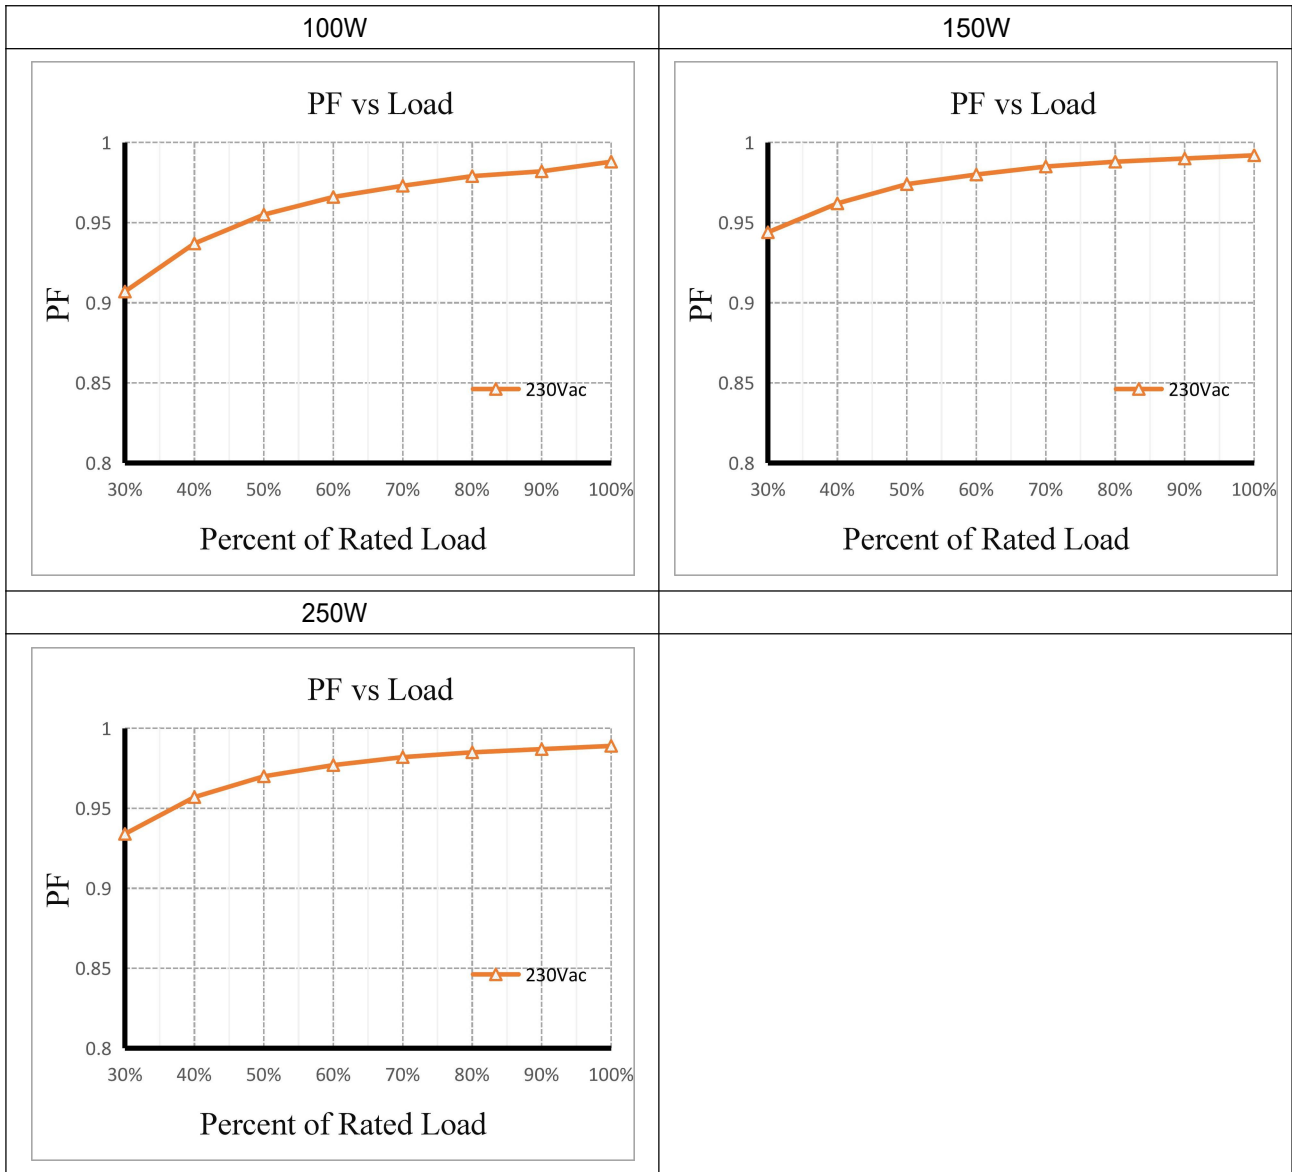 100W
150W
PF vs Load
1
0.95
0.9
0.85
0.8
PF
230Vac
30% 40% 50% 60% 70% 80% 90% 100%
Percent of Rated Load
PF vs Load
1
0.95
0.9
0.85
0.8
PF
230Vac
30% 40% 50% 60% 70% 80% 90% 100%
Percent of Rated Load
250W
PF vs Load
1
0.95
0.9
0.85
0.8
PF
230Vac
30% 40% 50% 60% 70% 80% 90% 100%
Percent of Rated Load